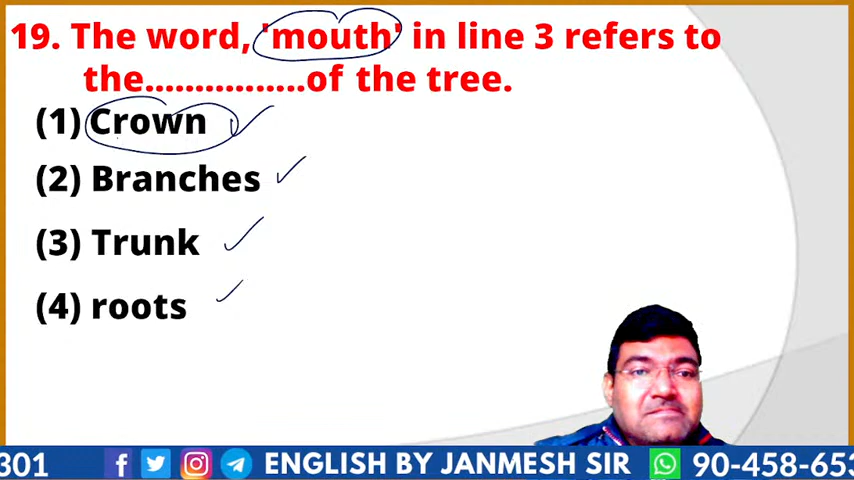 19. The word, 'mouth' in line 3 refers to
the................of the tree.
(1) Crown
(2) Branches
(3) Trunk
(4) roots
301 ENGLISH BY JANMESH SIR 90-458-653